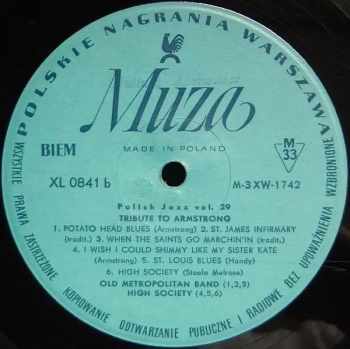 POLSKIE NAGRANIA WARSZAWA
Muza
MADE IN POLAND
BIEM
M
33
XL 0841 b
M-3 XW-1742
Polish Jazz vol. 29
TRIBUTE TO ARMSTRONG
1. POTATO HEAD BLUES (Armstrong) 2. ST. JAMES INFIRMARY
(tradit.) 3. WHEN THE SAINTS GO MARCHIN'IN (tradit.)
4. I WISH I COULD SHIMMY LIKE MY SISTER KATE
(Armstrong) 5. ST. LOUIS BLUES (Handy)
6. HIGH SOCIETY (Steele Melrose)
OLD METROPOLITAN BAND (1,2,3)
HIGH SOCIETY (4,5,6)
WSZYSTKIE PRAWA ZASTRZEŻONE KOPIOWANIE ODTWARZANIE PUBLICZNE I RADIOWE BEZ UPOWAŻNIENIA WZBRONIONE